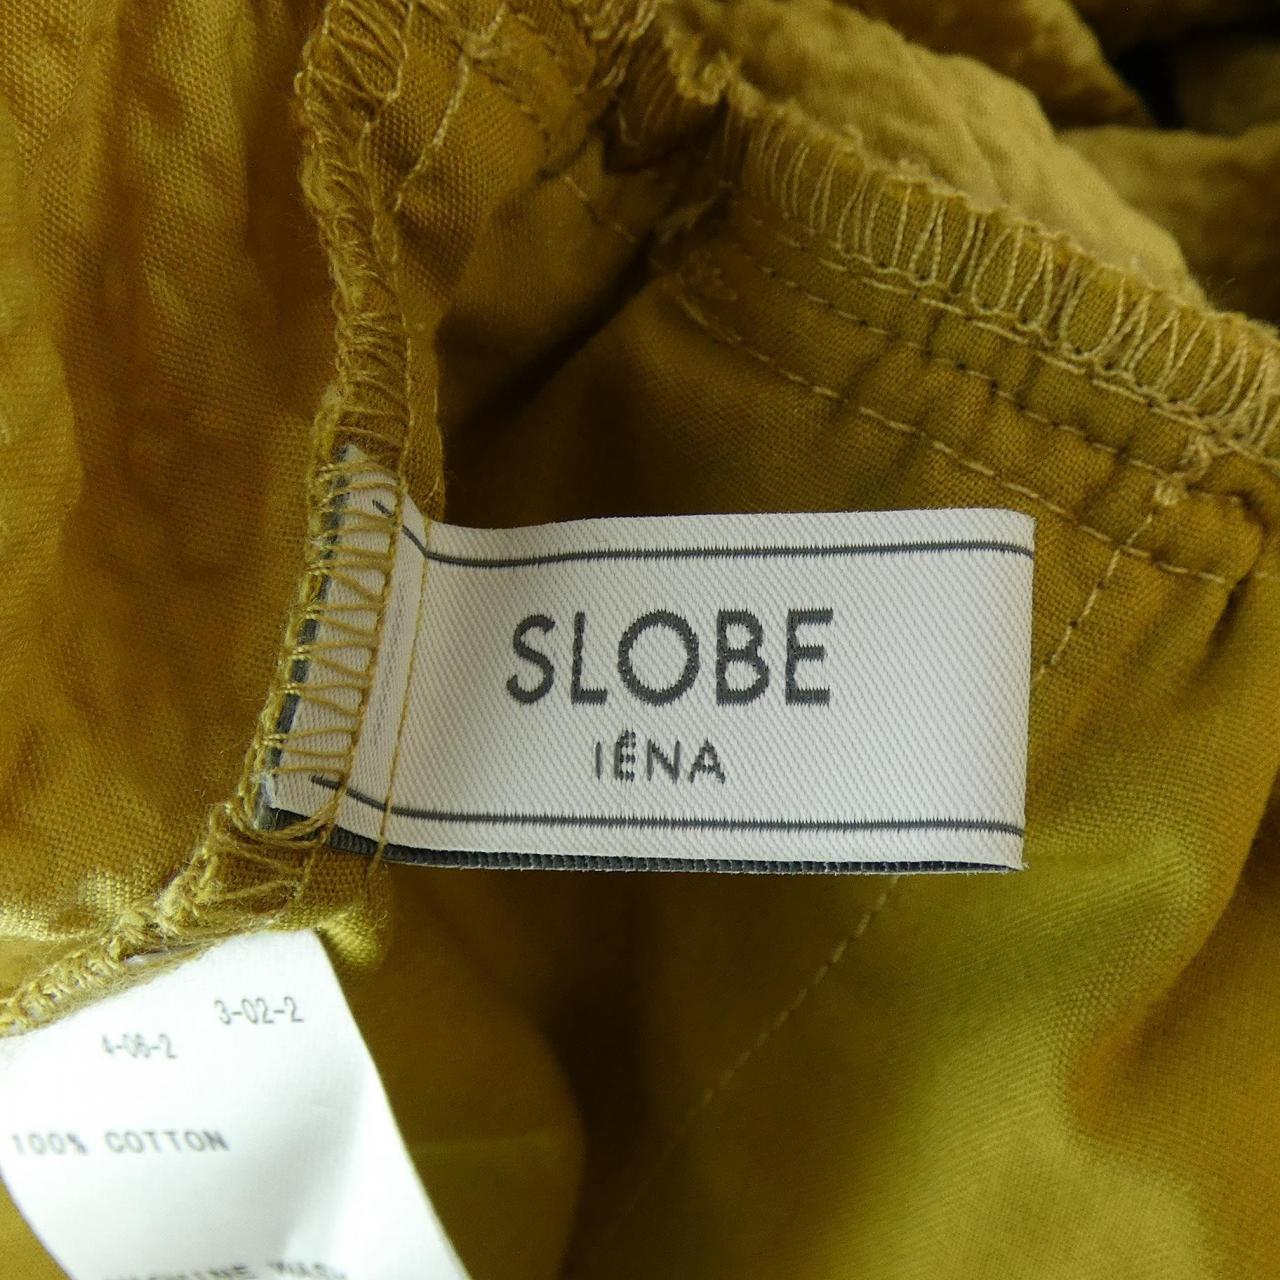 SLOBE
IÉNA
3-02-2
4-06-2
100% COTTON